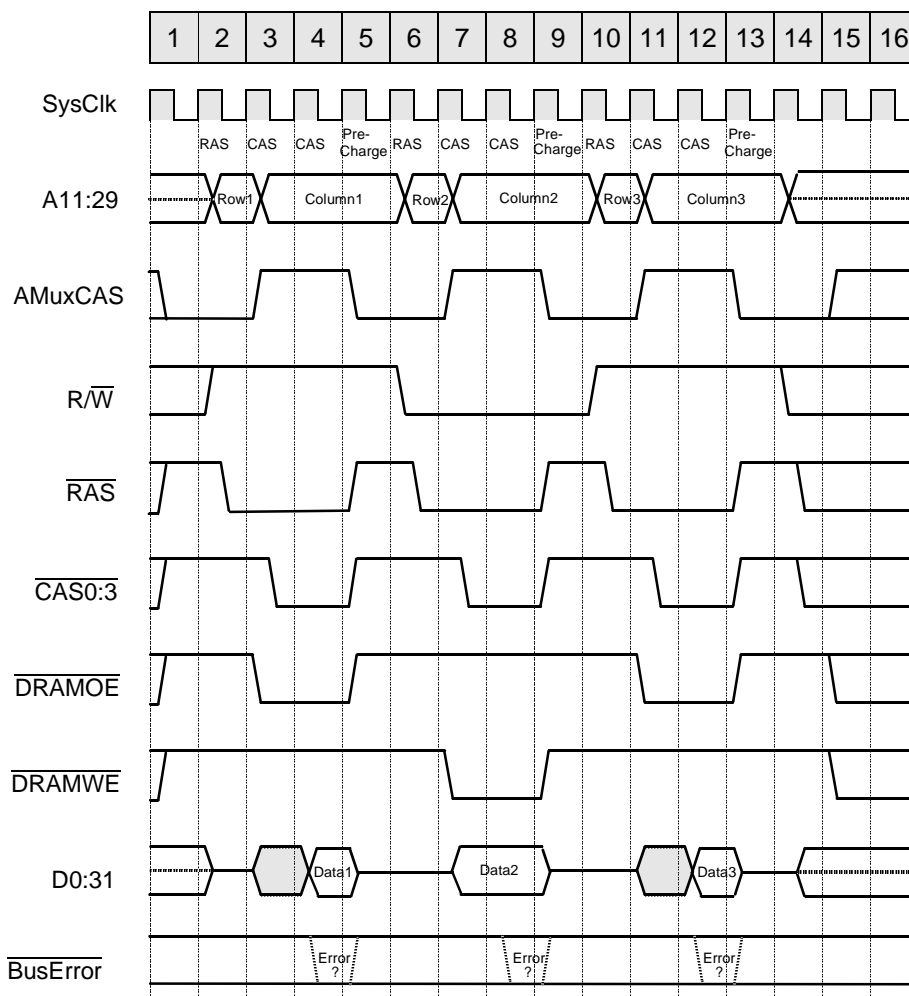 1 2 3 4 5 6 7 8 9 10 11 12 13 14 15 16
SysClk
RAS CAS CAS Pre-Charge RAS CAS CAS Pre-Charge RAS CAS CAS Pre-Charge
A11:29 Row1 Column1 Row2 Column2 Row3 Column3
AMuxCAS
R/W
RAS
CAS0:3
DRAMOE
DRAMWE
D0:31 Data1 Data2 Data3
BusError Error ? Error ? Error ?